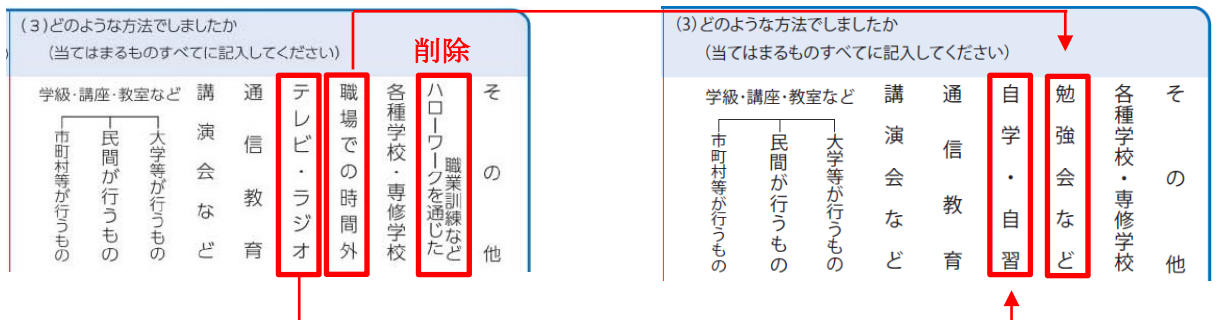 (3)どのような方法でしましたか
(当てはまるものすべてに記入してください)
削除
学級・講座・教室など
市町村等が行うもの
民間が行うもの
大学等が行うもの
講演会など
通信教育
テレビ・ラジオ
職場での時間外
各種学校・専修学校
ハローワークを通じた
職業訓練など
その他
(3)どのような方法でしましたか
(当てはまるものすべてに記入してください)
学級・講座・教室など
市町村等が行うもの
民間が行うもの
大学等が行うもの
講演会など
通信教育
自学・自習
勉強会など
各種学校・専修学校
その他